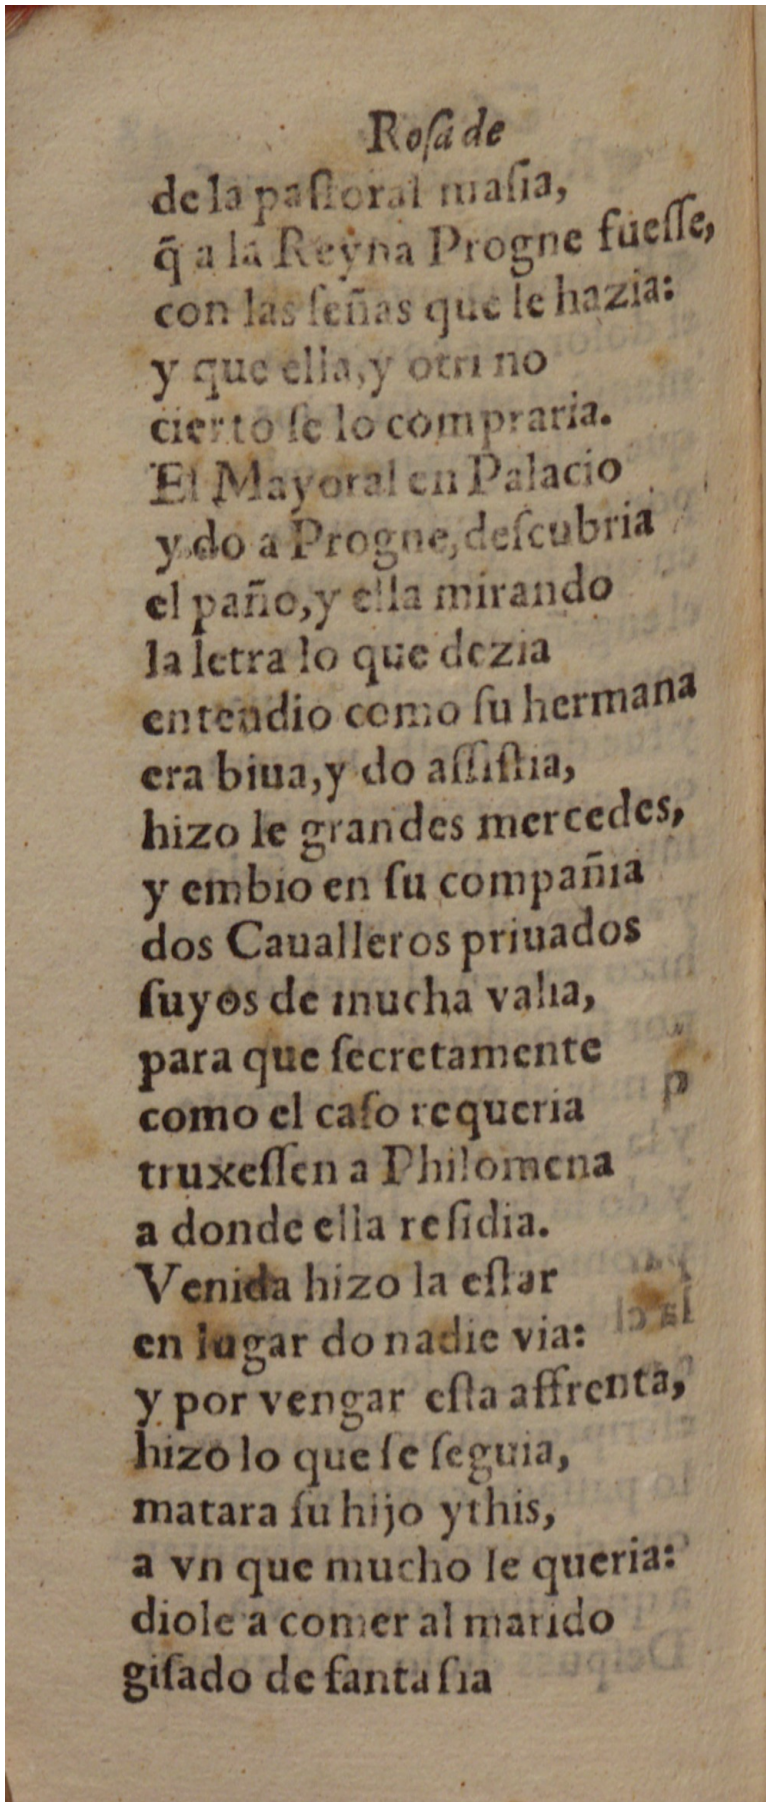 Rosa de
de la paſtoral maſia,
q̃ a la Reyna Progne fueſſe,
con las ſeñas que le hazia:
y que ella, y otri no
cierto ſe lo compraria.
El Mayoral en Palacio
ydo a Progne, deſcubria
el paño, y ella mirando
la letra lo que dezia
entendio como ſu hermana
era biua, y do aſſiſtia,
hizo le grandes mercedes,
y embio en ſu compañia
dos Caualleros priuados
ſuyos de mucha valia,
para que ſecretamente
como el caſo requeria
truxeſſen a Philomena
a donde ella reſidia.
Venida hizo la eſtar
en lugar do nadie via:
y por vengar eſta affrenta,
hizo lo que ſe ſeguia,
matara ſu hijo ythis,
a vn que mucho le queria:
diole a comer al marido
giſado de fantaſia